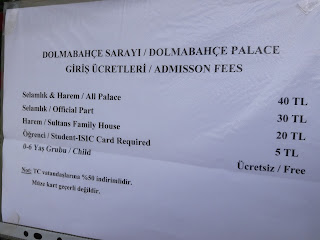 DOLMABAHÇE SARAYI / DOLMABAHÇE PALACE
GİRİŞ ÜCRETLERİ / ADMISSON FEES
Selamlık & Harem / All Palace 40 TL
Selamlık / Official Part 30 TL
Harem / Sultans Family House 20 TL
Öğrenci / Student-ISIC Card Required 5 TL
0-6 Yaş Grubu / Child Ücretsiz / Free
Not: TC vatandaşlarına %50 indirimlidir.
Müze kart geçerli değildir.